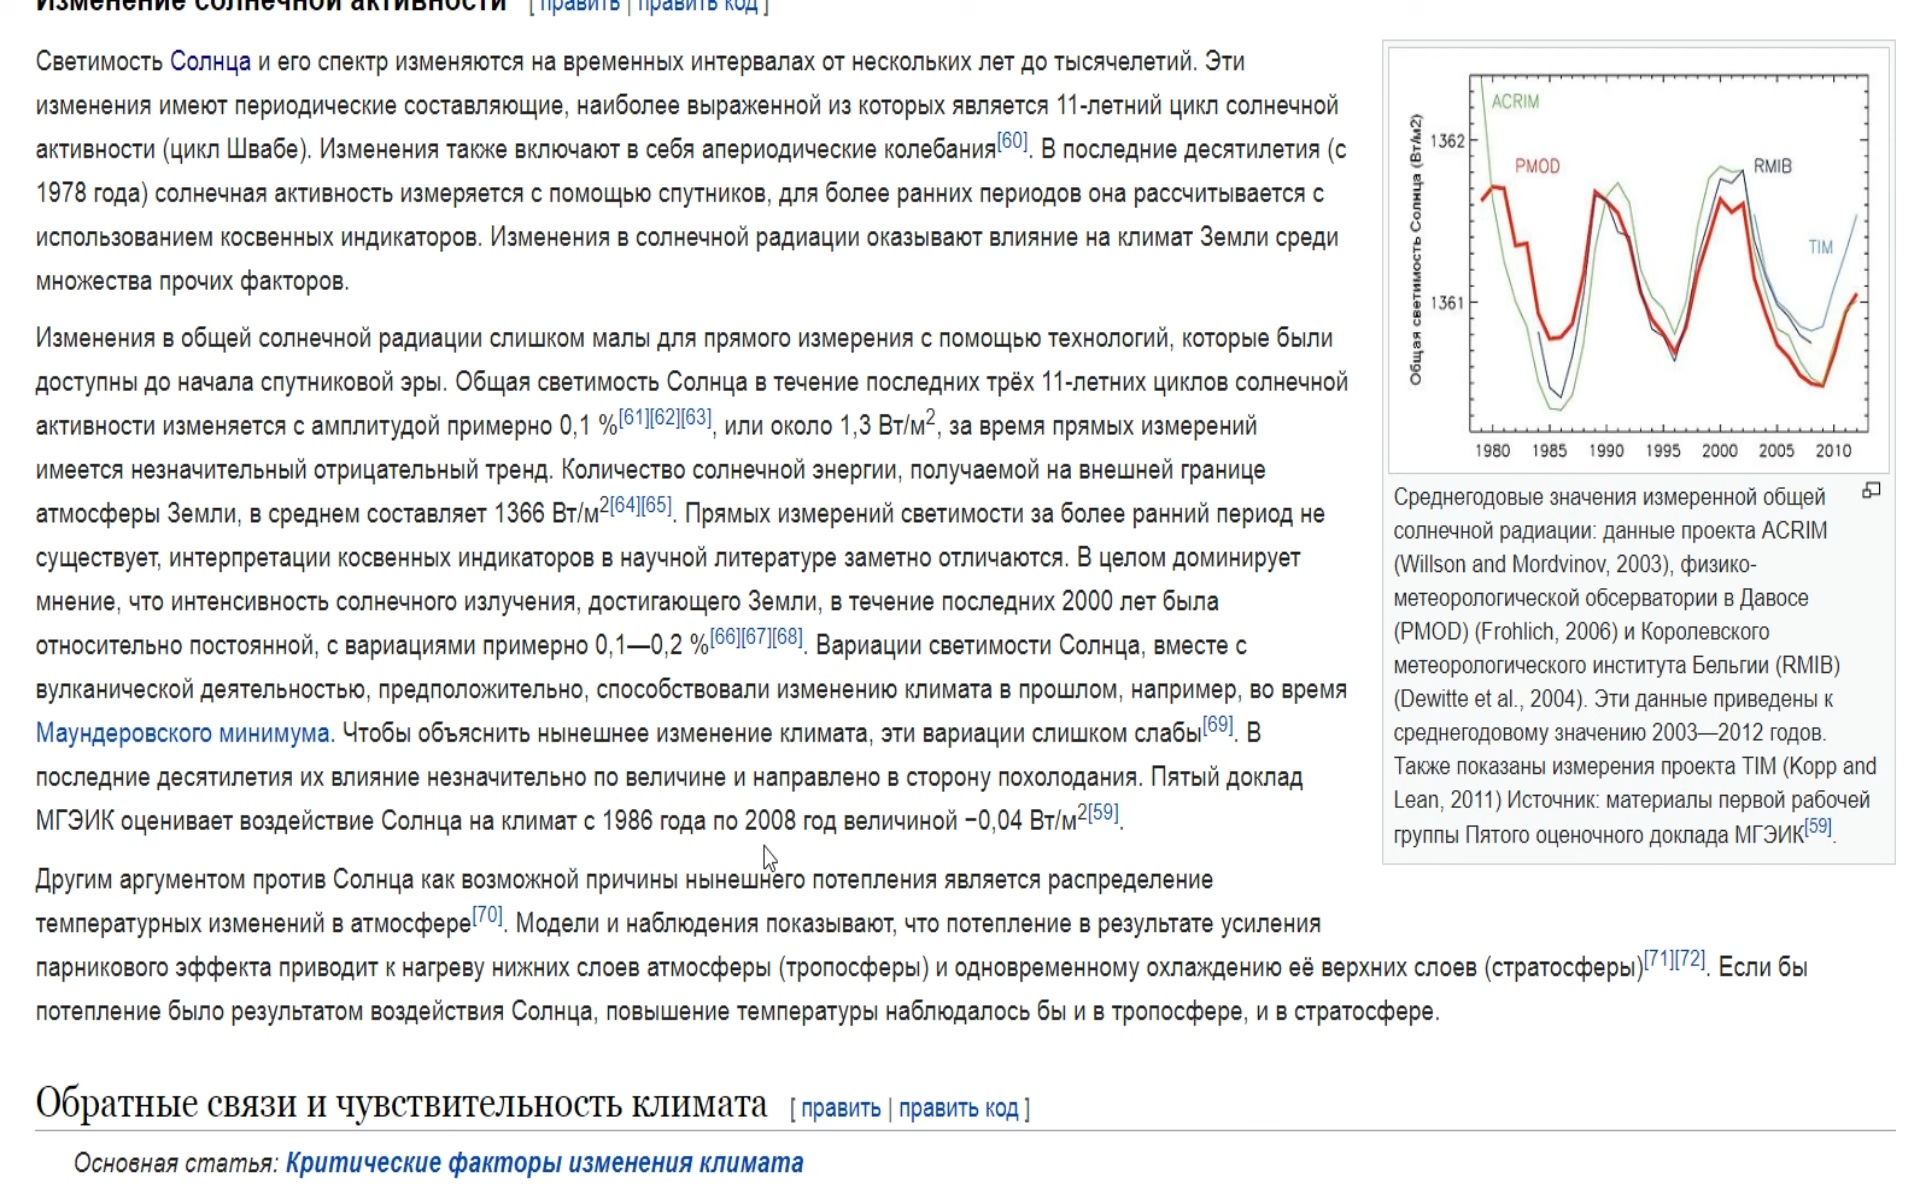 Изменение солнечной активности [ править | править код ]
Светимость Солнца и его спектр изменяются на временных интервалах от нескольких лет до тысячелетий. Эти
изменения имеют периодические составляющие, наиболее выраженной из которых является 11-летний цикл солнечной
активности (цикл Швабе). Изменения также включают в себя апериодические колебания[60]. В последние десятилетия (с
1978 года) солнечная активность измеряется с помощью спутников, для более ранних периодов она рассчитывается с
использованием косвенных индикаторов. Изменения в солнечной радиации оказывают влияние на климат Земли среди
множества прочих факторов.
Изменения в общей солнечной радиации слишком малы для прямого измерения с помощью технологий, которые были
доступны до начала спутниковой эры. Общая светимость Солнца в течение последних трёх 11-летних циклов солнечной
активности изменяется с амплитудой примерно 0,1 %[61][62][63], или около 1,3 Вт/м2, за время прямых измерений
имеется незначительный отрицательный тренд. Количество солнечной энергии, получаемой на внешней границе
атмосферы Земли, в среднем составляет 1366 Вт/м2[64][65]. Прямых измерений светимости за более ранний период не
существует, интерпретации косвенных индикаторов в научной литературе заметно отличаются. В целом доминирует
мнение, что интенсивность солнечного излучения, достигающего Земли, в течение последних 2000 лет была
относительно постоянной, с вариациями примерно 0,1—0,2 %[66][67][68]. Вариации светимости Солнца, вместе с
вулканической деятельностью, предположительно, способствовали изменению климата в прошлом, например, во время
Маундеровского минимума. Чтобы объяснить нынешнее изменение климата, эти вариации слишком слабы[69]. В
последние десятилетия их влияние незначительно по величине и направлено в сторону похолодания. Пятый доклад
МГЭИК оценивает воздействие Солнца на климат с 1986 года по 2008 год величиной −0,04 Вт/м2[59].
Другим аргументом против Солнца как возможной причины нынешнего потепления является распределение
температурных изменений в атмосфере[70]. Модели и наблюдения показывают, что потепление в результате усиления
парникового эффекта приводит к нагреву нижних слоев атмосферы (тропосферы) и одновременному охлаждению её верхних слоев (стратосферы)[71][72]. Если бы
потепление было результатом воздействия Солнца, повышение температуры наблюдалось бы и в тропосфере, и в стратосфере.
Общая светимость Солнца (Вт/м2)
ACRIM
1362
PMOD
RMIB
TIM
1361
1980 1985 1990 1995 2000 2005 2010
Среднегодовые значения измеренной общей
солнечной радиации: данные проекта ACRIM
(Willson and Mordvinov, 2003), физико-
метеорологической обсерватории в Давосе
(PMOD) (Frohlich, 2006) и Королевского
метеорологического института Бельгии (RMIB)
(Dewitte et al., 2004). Эти данные приведены к
среднегодовому значению 2003—2012 годов.
Также показаны измерения проекта TIM (Kopp and
Lean, 2011) Источник: материалы первой рабочей
группы Пятого оценочного доклада МГЭИК[59].
Обратные связи и чувствительность климата [ править | править код ]
Основная статья: Критические факторы изменения климата